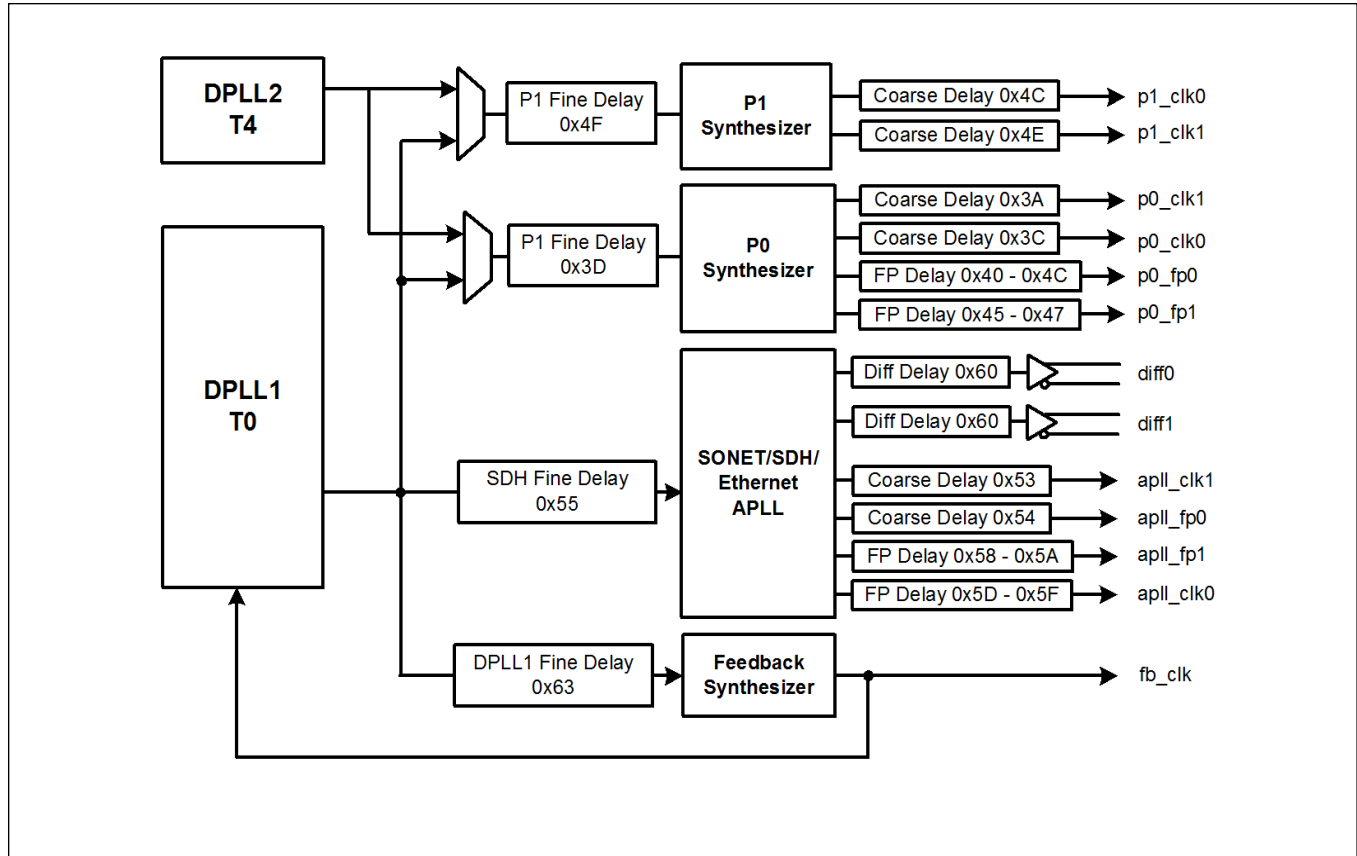 DPLL2
T4
P1 Fine Delay
0x4F
P1
Synthesizer
Coarse Delay 0x4C
p1_clk0
Coarse Delay 0x4E
p1_clk1
DPLL1
T0
P1 Fine Delay
0x3D
P0
Synthesizer
Coarse Delay 0x3A
p0_clk1
Coarse Delay 0x3C
p0_clk0
FP Delay 0x40 - 0x4C
p0_fp0
FP Delay 0x45 - 0x47
p0_fp1
SDH Fine Delay
0x55
SONET/SDH/
Ethernet
APLL
Diff Delay 0x60
diff0
Diff Delay 0x60
diff1
Coarse Delay 0x53
apll_clk1
Coarse Delay 0x54
apll_fp0
FP Delay 0x58 - 0x5A
apll_fp1
FP Delay 0x5D - 0x5F
apll_clk0
DPLL1 Fine Delay
0x63
Feedback
Synthesizer
fb_clk